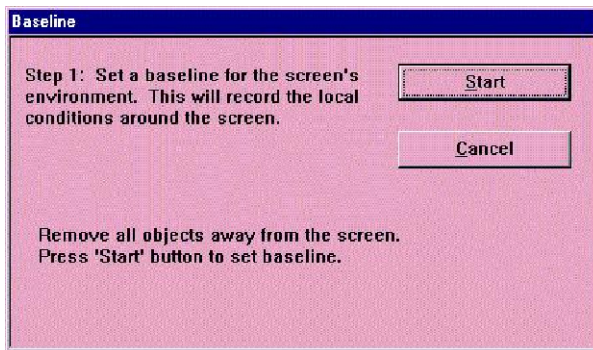 Baseline
Step 1: Set a baseline for the screen's
environment. This will record the local
conditions around the screen.
Start
Cancel
Remove all objects away from the screen.
Press 'Start' button to set baseline.